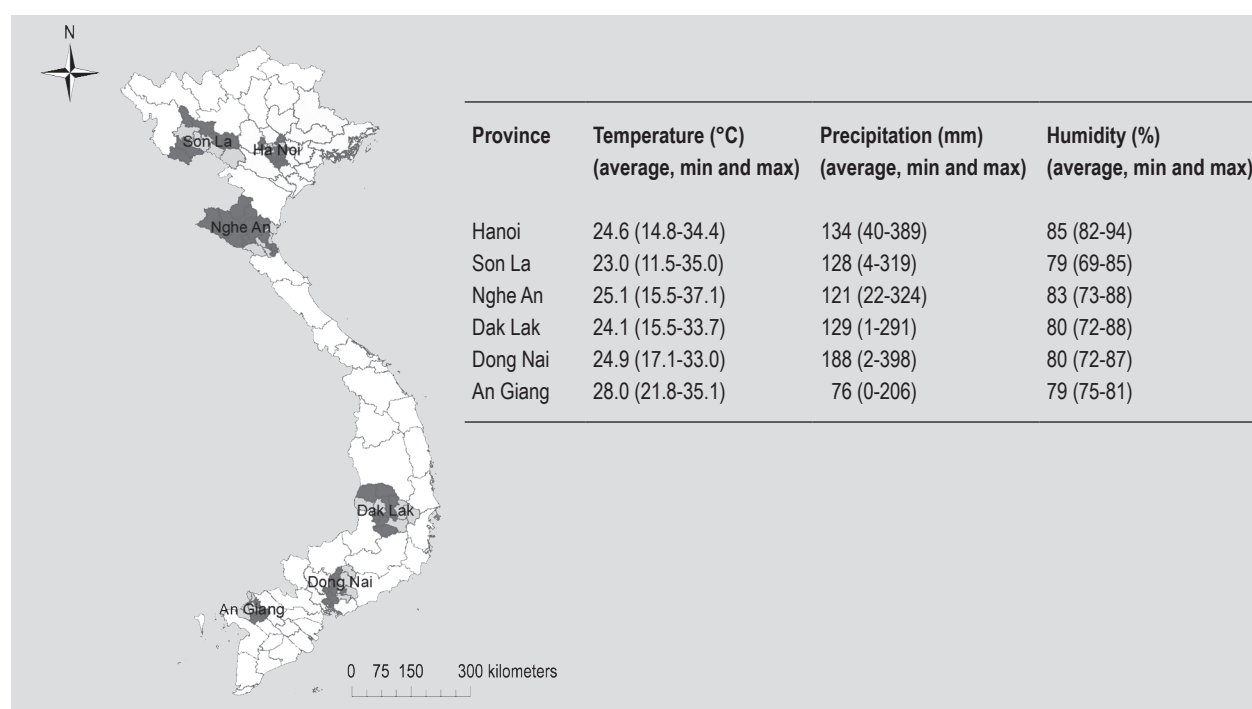 N
Son La
Ha Noi
Nghe An
Dak Lak
Dong Nai
An Giang
0 75 150 300 kilometers
Province Temperature (°C) Precipitation (mm) Humidity (%)
(average, min and max) (average, min and max) (average, min and max)
Hanoi 24.6 (14.8-34.4) 134 (40-389) 85 (82-94)
Son La 23.0 (11.5-35.0) 128 (4-319) 79 (69-85)
Nghe An 25.1 (15.5-37.1) 121 (22-324) 83 (73-88)
Dak Lak 24.1 (15.5-33.7) 129 (1-291) 80 (72-88)
Dong Nai 24.9 (17.1-33.0) 188 (2-398) 80 (72-87)
An Giang 28.0 (21.8-35.1) 76 (0-206) 79 (75-81)